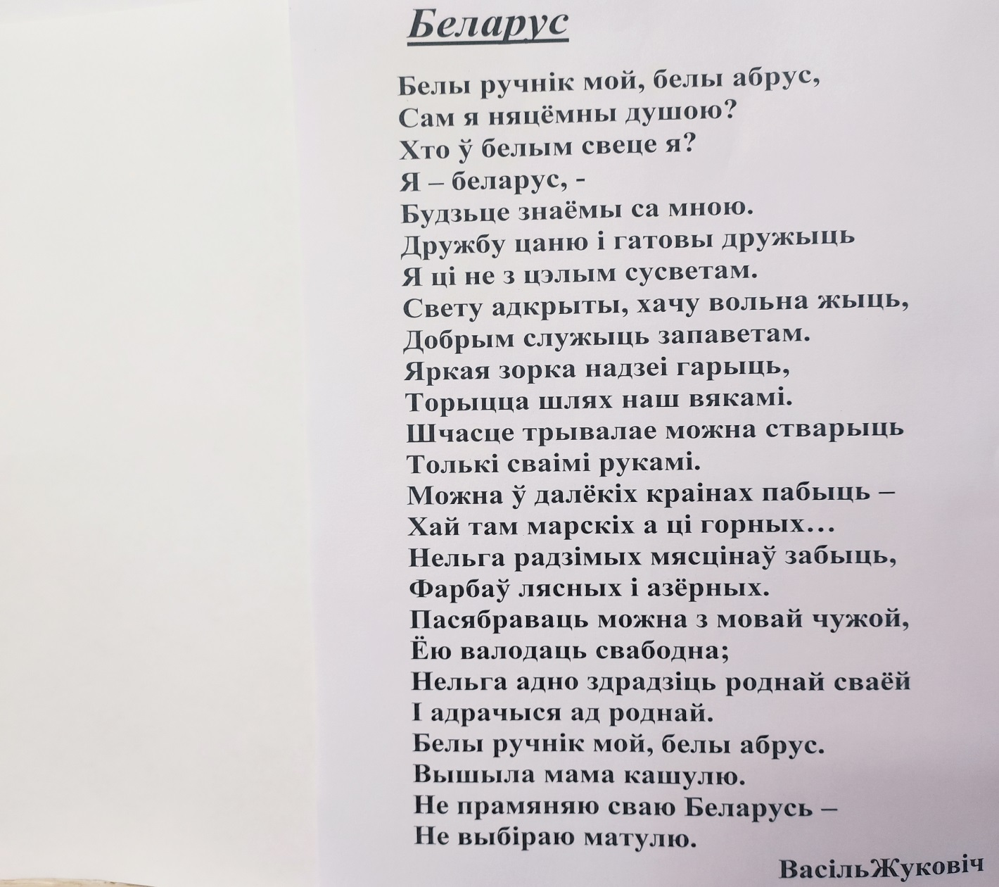 Беларус
Белы ручнік мой, белы абрус,
Сам я няцёмны душою?
Хто ў белым свеце я?
Я – беларус, -
Будзьце знаёмы са мною.
Дружбу цаню і гатовы дружыць
Я ці не з цэлым сусветам.
Свету адкрыты, хачу вольна жыць,
Добрым служыць запаветам.
Яркая зорка надзеі гарыць,
Торыцца шлях наш вякамі.
Шчасце трывалае можна стварыць
Толькі сваімі рукамі.
Можна ў далёкіх краінах пабыць –
Хай там марскіх а ці горных…
Нельга радзімых мясцінаў забыць,
Фарбаў лясных і азёрных.
Пасябраваць можна з мовай чужой,
Ёю валодаць свабодна;
Нельга адно здрадзіць роднай сваёй
І адрачыся ад роднай.
Белы ручнік мой, белы абрус.
Вышыла мама кашулю.
Не прамяняю сваю Беларусь –
Не выбіраю матулю.
ВасільЖуковіч